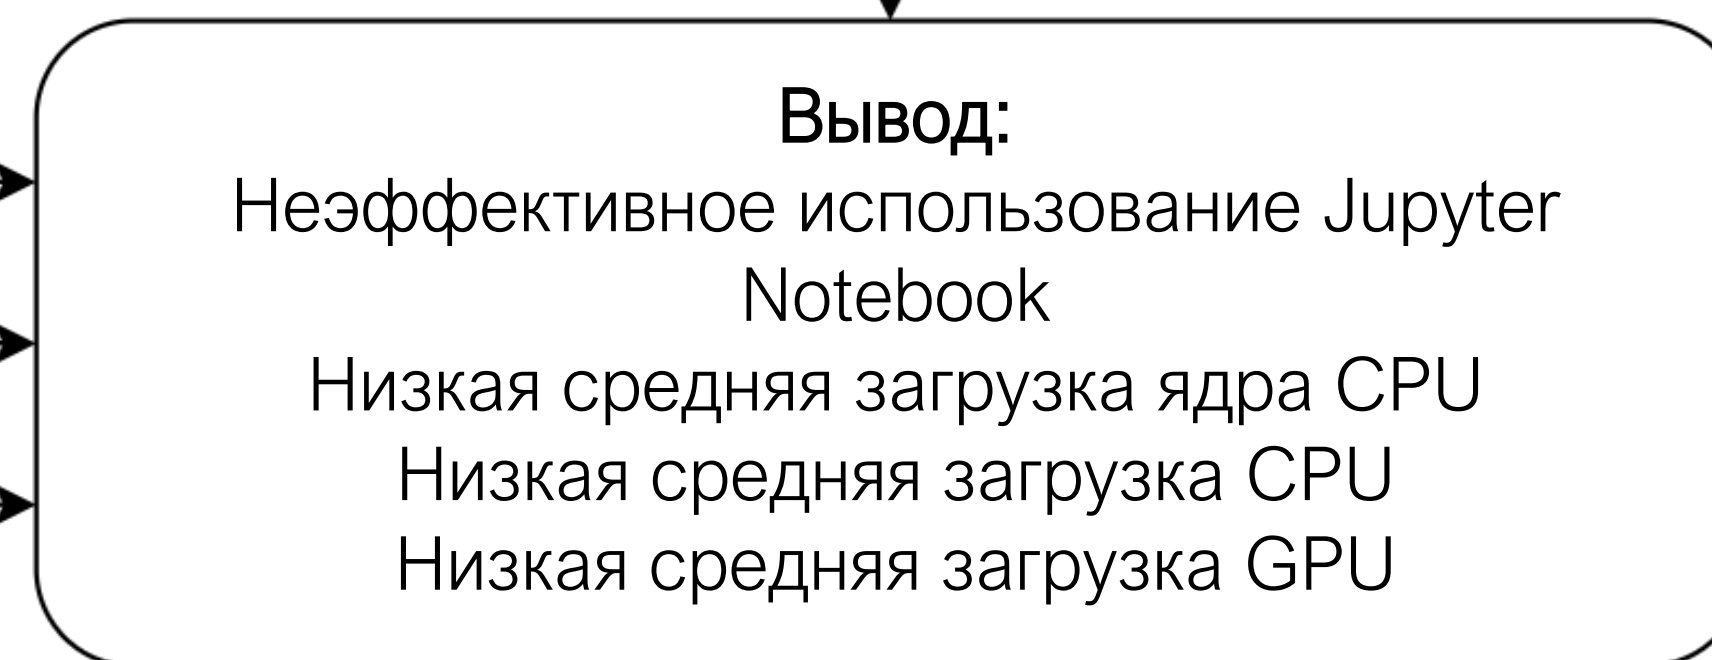 Вывод:
Неэффективное использование Jupyter
Notebook
Низкая средняя загрузка ядра CPU
Низкая средняя загрузка CPU
Низкая средняя загрузка GPU